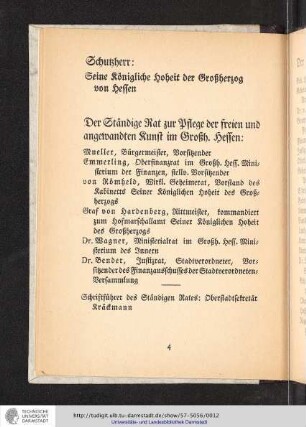 Schutzherr:
Seine Königliche Hoheit der Großherzog
von Hessen
Der Ständige Rat zur Pflege der freien und
angewandten Kunst im Großh. Hessen:
Mueller, Bürgermeister, Vorsitzender
Emmerling, Oberfinanzrat im Großh. Hess. Mini-
sterium der Finanzen, stello. Vorsitzender
von Römheld, Wirkl. Geheimerat, Vorstand des
Kabinetts Seiner Königlichen Hoheit des Groß-
herzogs
Graf von Hardenberg, Rittmeister, kommandiert
zum Hofmarschallamt Seiner Königlichen Hoheit
des Großherzogs
Dr. Wagner, Ministerialrat im Großh. Hess. Mini-
sterium des Innern
Dr. Bender, Justizrat, Stadtverordneter, Vor-
sitzender des Finanzausschusses der Stadtverordneten-
Versammlung
Schriftführer des Ständigen Rates: Oberstadtsekretär
Kräckmann
4
TECHNISCHE
UNIVERSITÄT
DARMSTADT
http://tudigit.ulb.tu-darmstadt.de/show/57-5056/0012
Universitäts- und Landesbibliothek Darmstadt